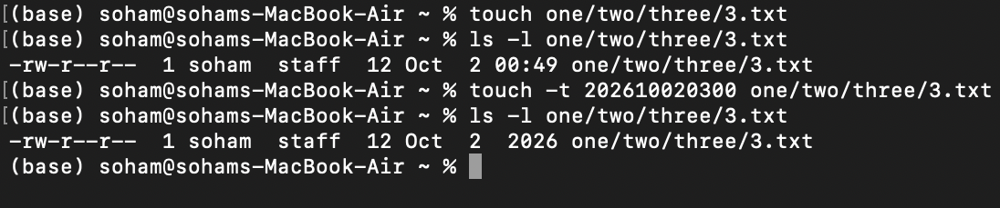 [(base) soham@sohams-MacBook-Air ~ % touch one/two/three/3.txt
[(base) soham@sohams-MacBook-Air ~ % ls -l one/two/three/3.txt
-rw-r--r--  1 soham  staff  12 Oct  2 00:49 one/two/three/3.txt
[(base) soham@sohams-MacBook-Air ~ % touch -t 202610020300 one/two/three/3.txt
[(base) soham@sohams-MacBook-Air ~ % ls -l one/two/three/3.txt
-rw-r--r--  1 soham  staff  12 Oct  2  2026 one/two/three/3.txt
(base) soham@sohams-MacBook-Air ~ %